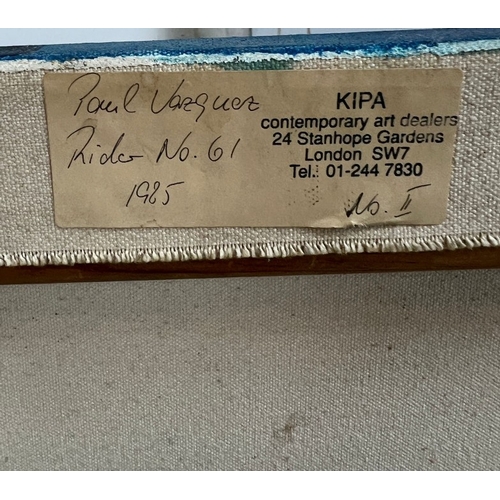 Paul Vazquez
Rider No. 61
1985
KIPA
contemporary art dealers
24 Stanhope Gardens
London SW7
Tel.: 01-244 7830
No. II